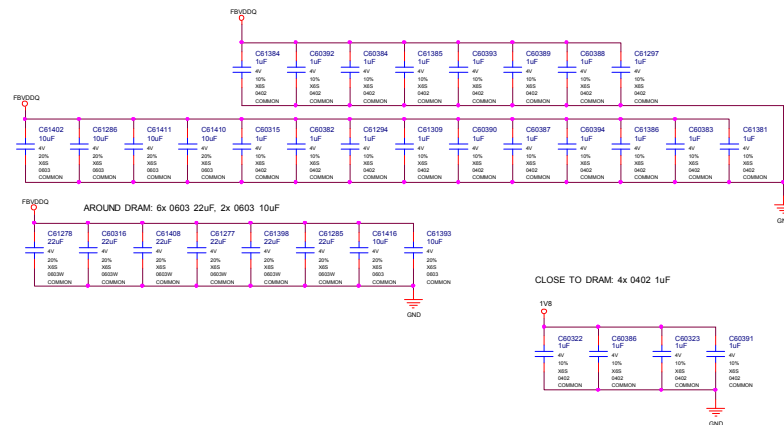 FBVDDQ
C61384 C60392 C60384 C61385 C60393 C60389 C60388 C61297
1uF 1uF 1uF 1uF 1uF 1uF 1uF 1uF
4V 4V 4V 4V 4V 4V 4V 4V
10% 10% 10% 10% 10% 10% 10% 10%
X6S X6S X6S X6S X6S X6S X6S X6S
0402 0402 0402 0402 0402 0402 0402 0402
COMMON COMMON COMMON COMMON COMMON COMMON COMMON COMMON
FBVDDQ
C61402 C61286 C61411 C61410 C60315 C60382 C61294 C61309 C60390 C60387 C60394 C61386 C60383 C61381
10uF 10uF 10uF 10uF 1uF 1uF 1uF 1uF 1uF 1uF 1uF 1uF 1uF 1uF
4V 4V 4V 4V 4V 4V 4V 4V 4V 4V 4V 4V 4V 4V
20% 20% 20% 20% 10% 10% 10% 10% 10% 10% 10% 10% 10% 10%
X6S X6S X6S X6S X6S X6S X6S X6S X6S X6S X6S X6S X6S X6S
0603 0603 0603 0603 0402 0402 0402 0402 0402 0402 0402 0402 0402 0402
COMMON COMMON COMMON COMMON COMMON COMMON COMMON COMMON COMMON COMMON COMMON COMMON COMMON COMMON
FBVDDQ
AROUND DRAM: 6x 0603 22uF, 2x 0603 10uF
C61278 C60316 C61408 C61277 C61398 C61285 C61416 C61393
22uF 22uF 22uF 22uF 22uF 22uF 10uF 10uF
4V 4V 4V 4V 4V 4V 4V 4V
20% 20% 20% 20% 20% 20% 20% 20%
X6S X6S X6S X6S X6S X6S X6S X6S
0603W 0603W 0603W 0603W 0603W 0603W 0603 0603
COMMON COMMON COMMON COMMON COMMON COMMON COMMON COMMON
GND
CLOSE TO DRAM: 4x 0402 1uF
1V8
C60322 C60386 C60323 C60391
1uF 1uF 1uF 1uF
4V 4V 4V 4V
10% 10% 10% 10%
X6S X6S X6S X6S
0402 0402 0402 0402
COMMON COMMON COMMON COMMON
GND